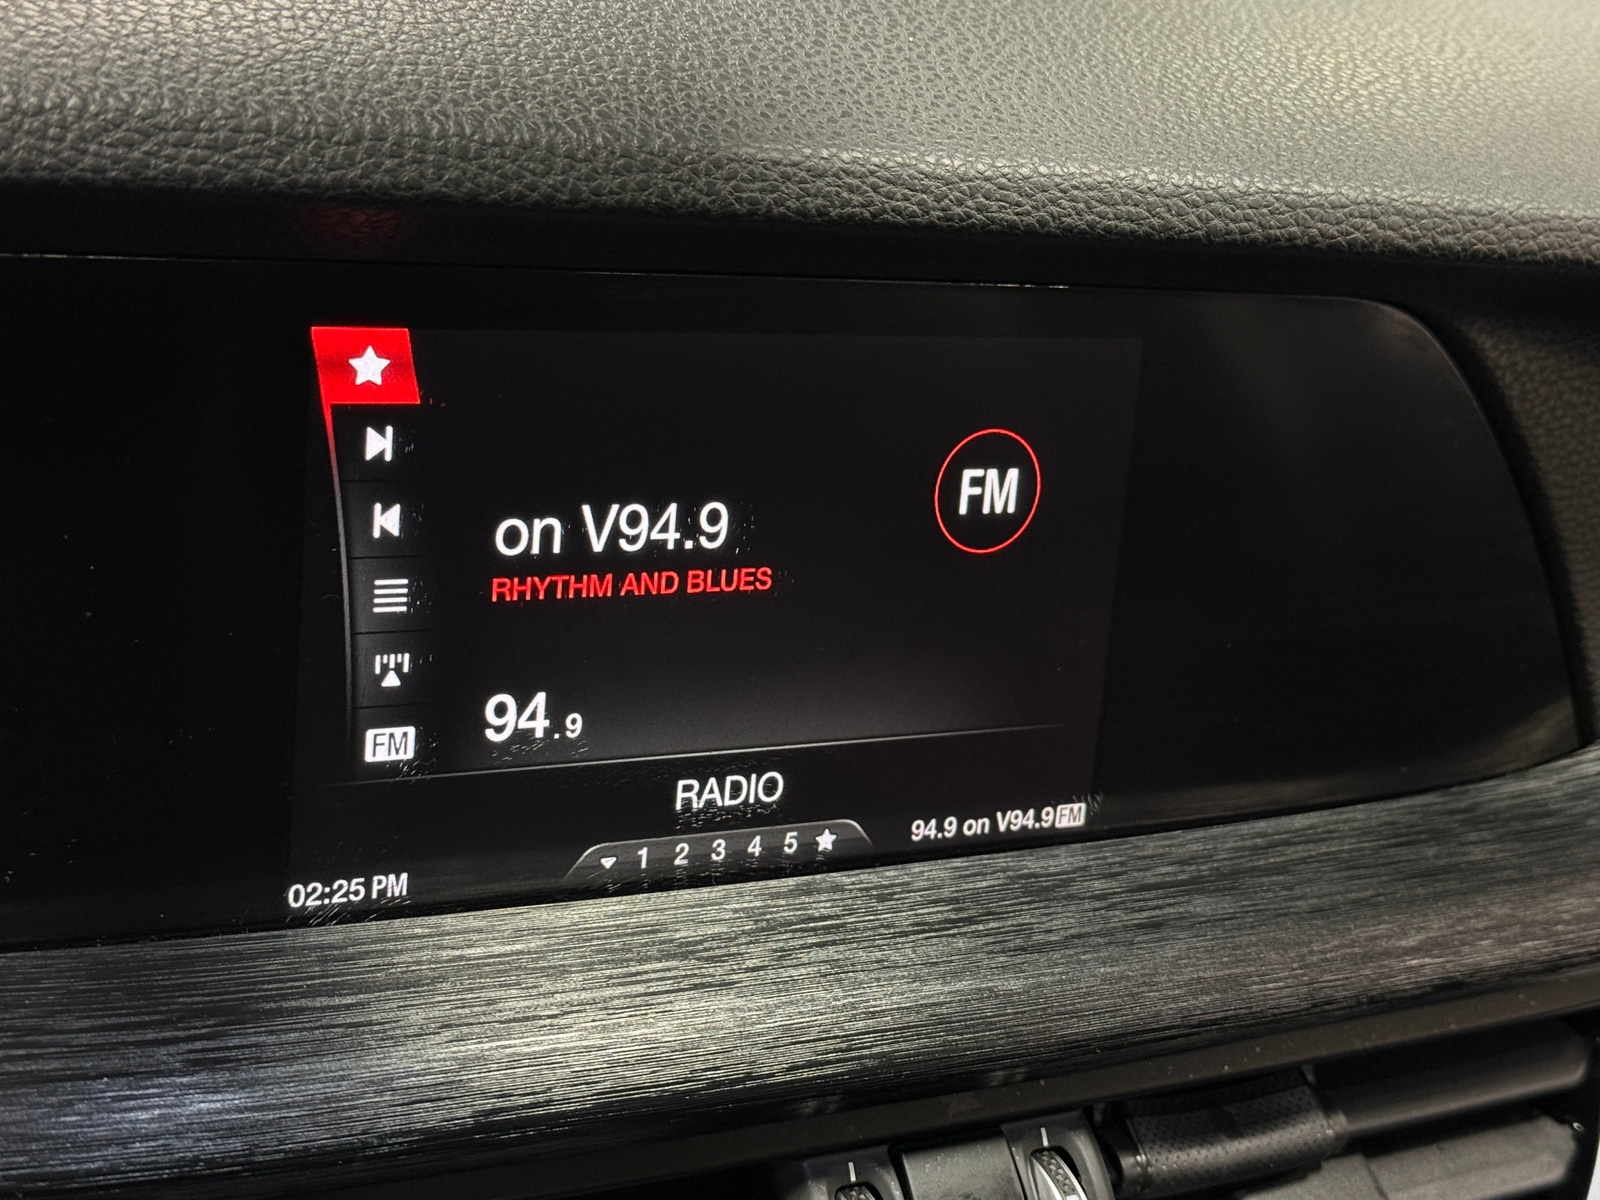 on V94.9
RHYTHM AND BLUES
FM
94.9
FM
RADIO
1 2 3 4 5
94.9 on V94.9 FM
02:25 PM